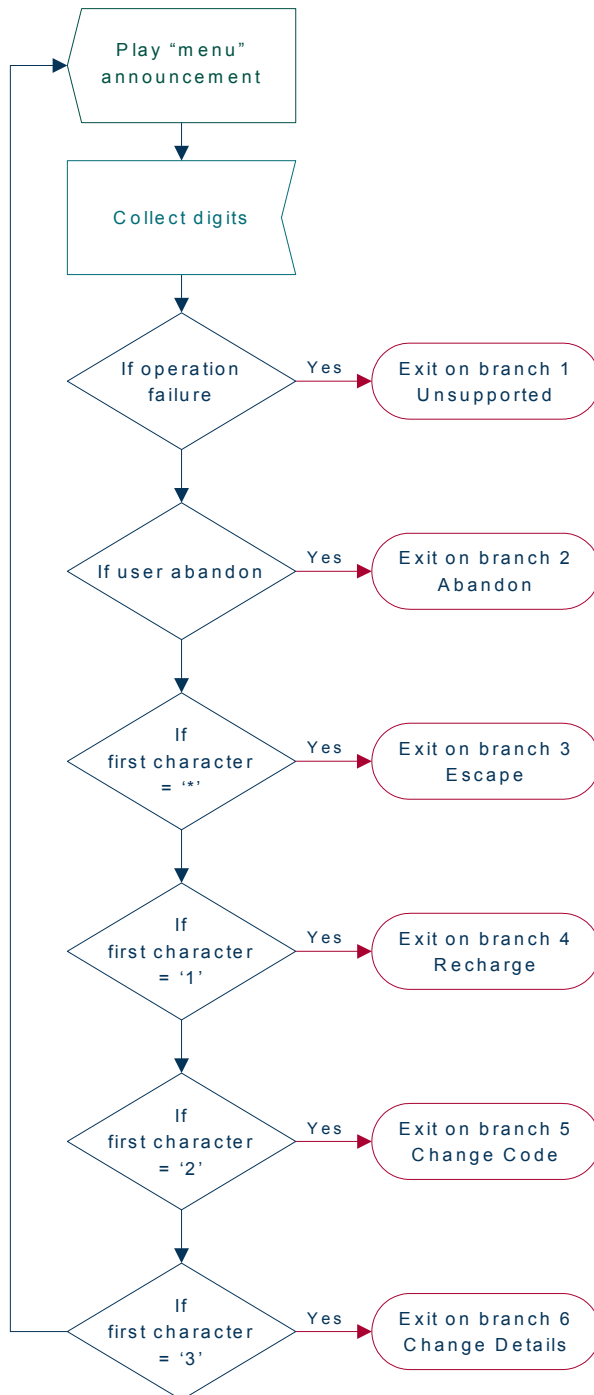 Play “menu”
announcement
Collect digits
If operation
failure
Yes
Exit on branch 1
Unsupported
If user abandon
Yes
Exit on branch 2
Abandon
If
first character
= ‘*’
Yes
Exit on branch 3
Escape
If
first character
= ‘1’
Yes
Exit on branch 4
Recharge
If
first character
= ‘2’
Yes
Exit on branch 5
Change Code
If
first character
= ‘3’
Yes
Exit on branch 6
Change Details